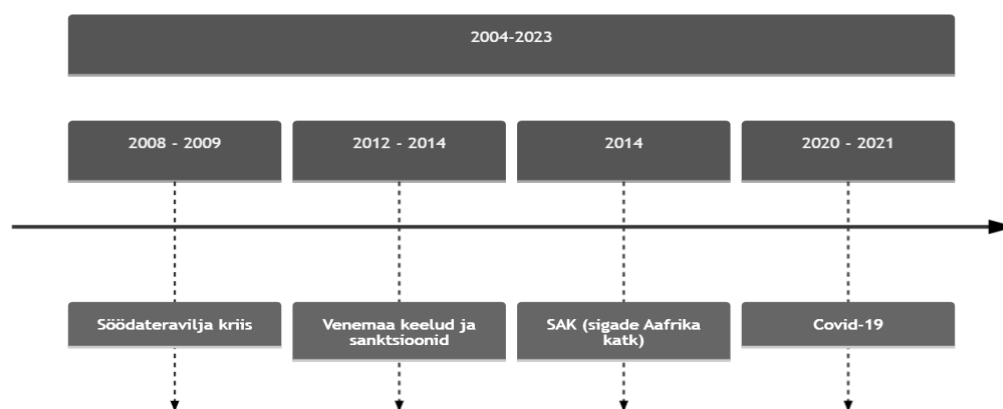 2004-2023
2008 - 2009
2012 - 2014
2014
2020 - 2021
Söödateravilja kriis
Venemaa keelud ja
sanktsioonid
SAK (sigade Aafrika
katk)
Covid-19